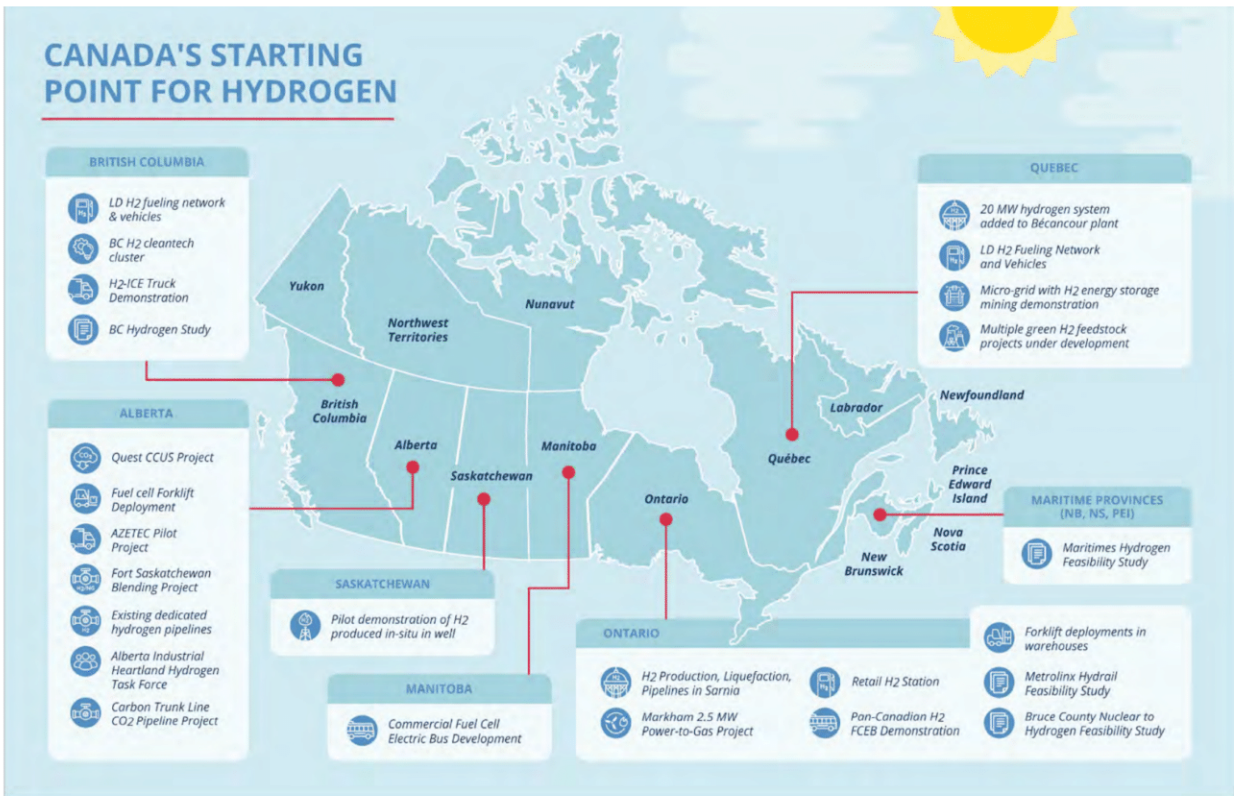 CANADA'S STARTING
POINT FOR HYDROGEN
BRITISH COLUMBIA
LD H2 fueling network
& vehicles
BC H2 cleantech
cluster
H2-ICE Truck
Demonstration
BC Hydrogen Study
ALBERTA
Quest CCUS Project
Fuel cell Forklift
Deployment
AZETEC Pilot
Project
Fort Saskatchewan
Blending Project
Existing dedicated
hydrogen pipelines
Alberta Industrial
Heartland Hydrogen
Task Force
Carbon Trunk Line
CO2 Pipeline Project
SASKATCHEWAN
Pilot demonstration of H2
produced in-situ in well
MANITOBA
Commercial Fuel Cell
Electric Bus Development
ONTARIO
H2 Production, Liquefaction,
Pipelines in Sarnia
Markham 2.5 MW
Power-to-Gas Project
Retail H2 Station
Pan-Canadian H2
FCEB Demonstration
Forklift deployments in
warehouses
Metrolinx Hydrail
Feasibility Study
Bruce County Nuclear to
Hydrogen Feasibility Study
QUEBEC
20 MW hydrogen system
added to Bécancour plant
LD H2 Fueling Network
and Vehicles
Micro-grid with H2 energy storage
mining demonstration
Multiple green H2 feedstock
projects under development
MARITIME PROVINCES
(NB, NS, PEI)
Maritimes Hydrogen
Feasibility Study
Yukon
Northwest
Territories
Nunavut
British
Columbia
Alberta
Saskatchewan
Manitoba
Ontario
Québec
Labrador
Newfoundland
Prince
Edward
Island
Nova
Scotia
New
Brunswick